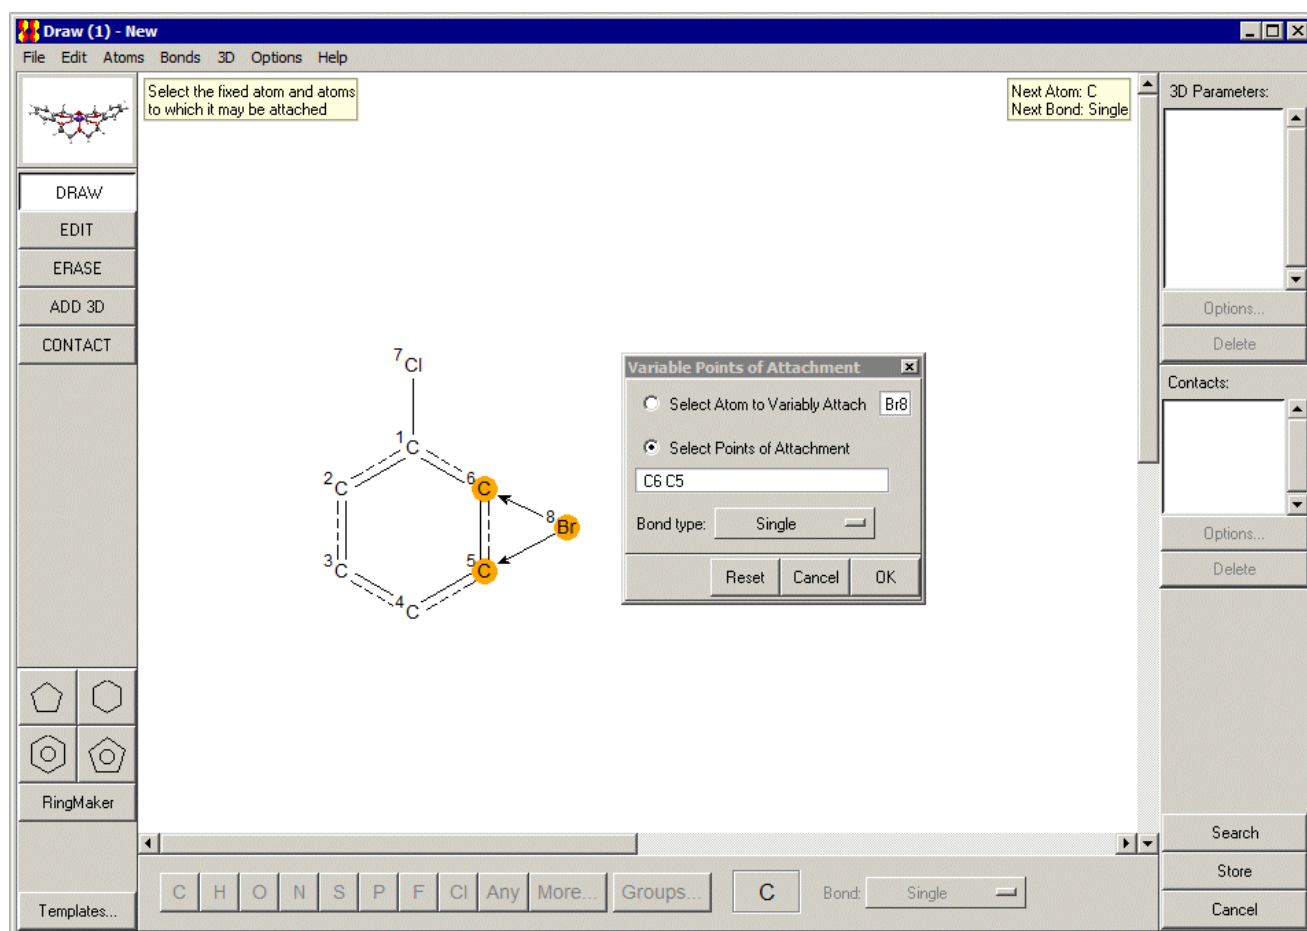 Draw (1) - New
File Edit Atoms Bonds 3D Options Help
Select the fixed atom and atoms
to which it may be attached
Next Atom: C
Next Bond: Single
3D Parameters:
DRAW
EDIT
ERASE
ADD 3D
CONTACT
Options...
Delete
Contacts:
Options...
Delete
7 Cl
1 C
2 C
6 C
8 Br
3 C
5 C
4 C
Variable Points of Attachment
Select Atom to Variably Attach Br8
Select Points of Attachment
C6 C5
Bond type: Single
Reset Cancel OK
RingMaker
Templates...
C H O N S P F Cl Any More... Groups... C Bond: Single
Search
Store
Cancel